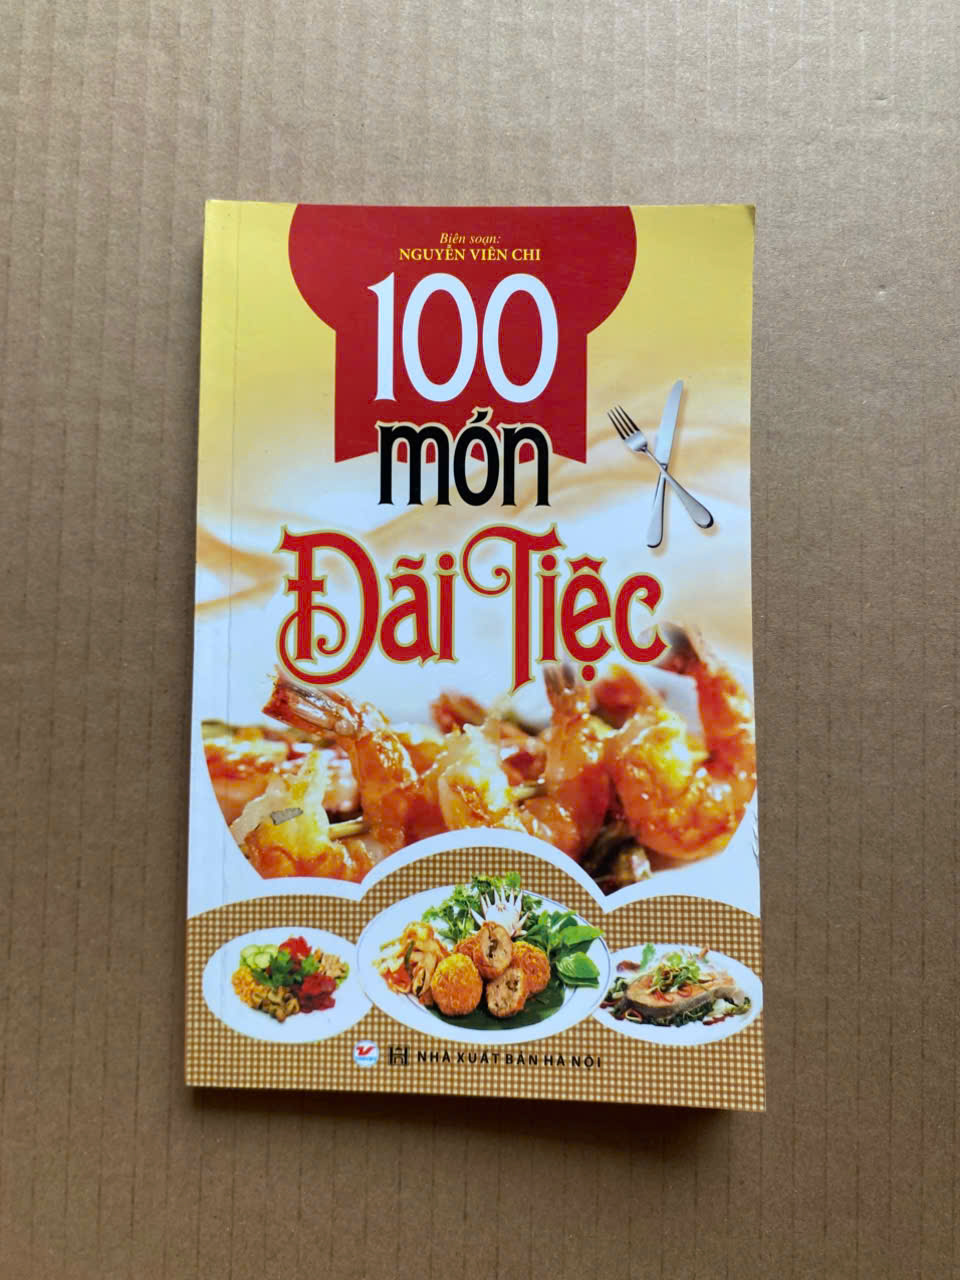 Biên soạn:
NGUYỄN VIÊN CHI
100
món
Đãi Tiệc
NHÀ XUẤT BẢN HÀ NỘI